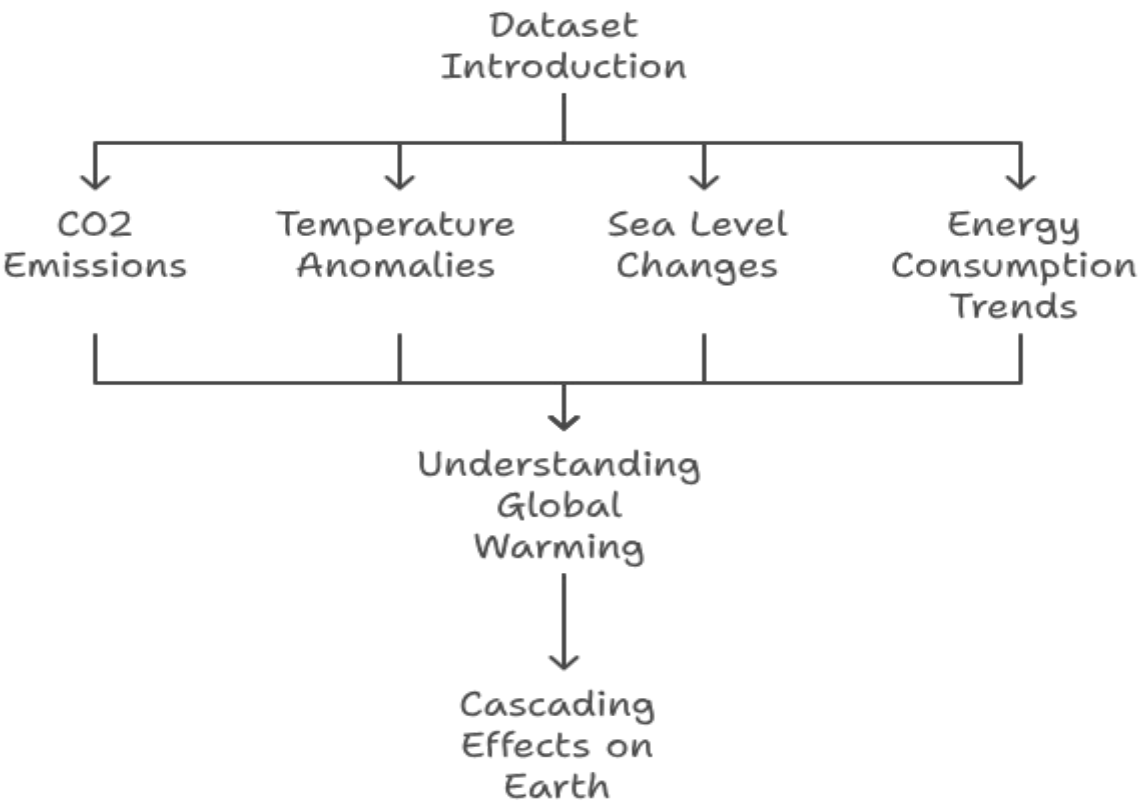 Dataset
Introduction
CO2
Emissions
Temperature
Anomalies
Sea Level
Changes
Energy
Consumption
Trends
Understanding
Global
Warming
Cascading
Effects on
Earth